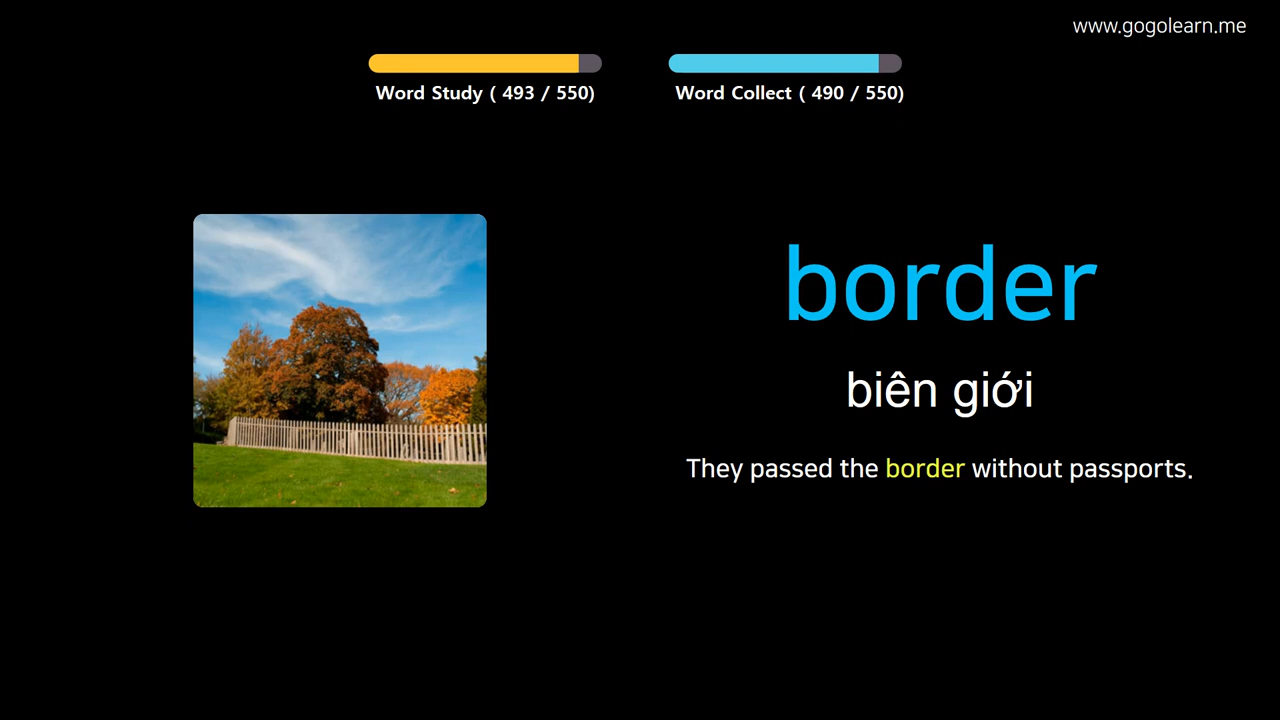 www.gogolearn.me
Word Study ( 493 / 550)
Word Collect ( 490 / 550)
border
biên giới
They passed the border without passports.